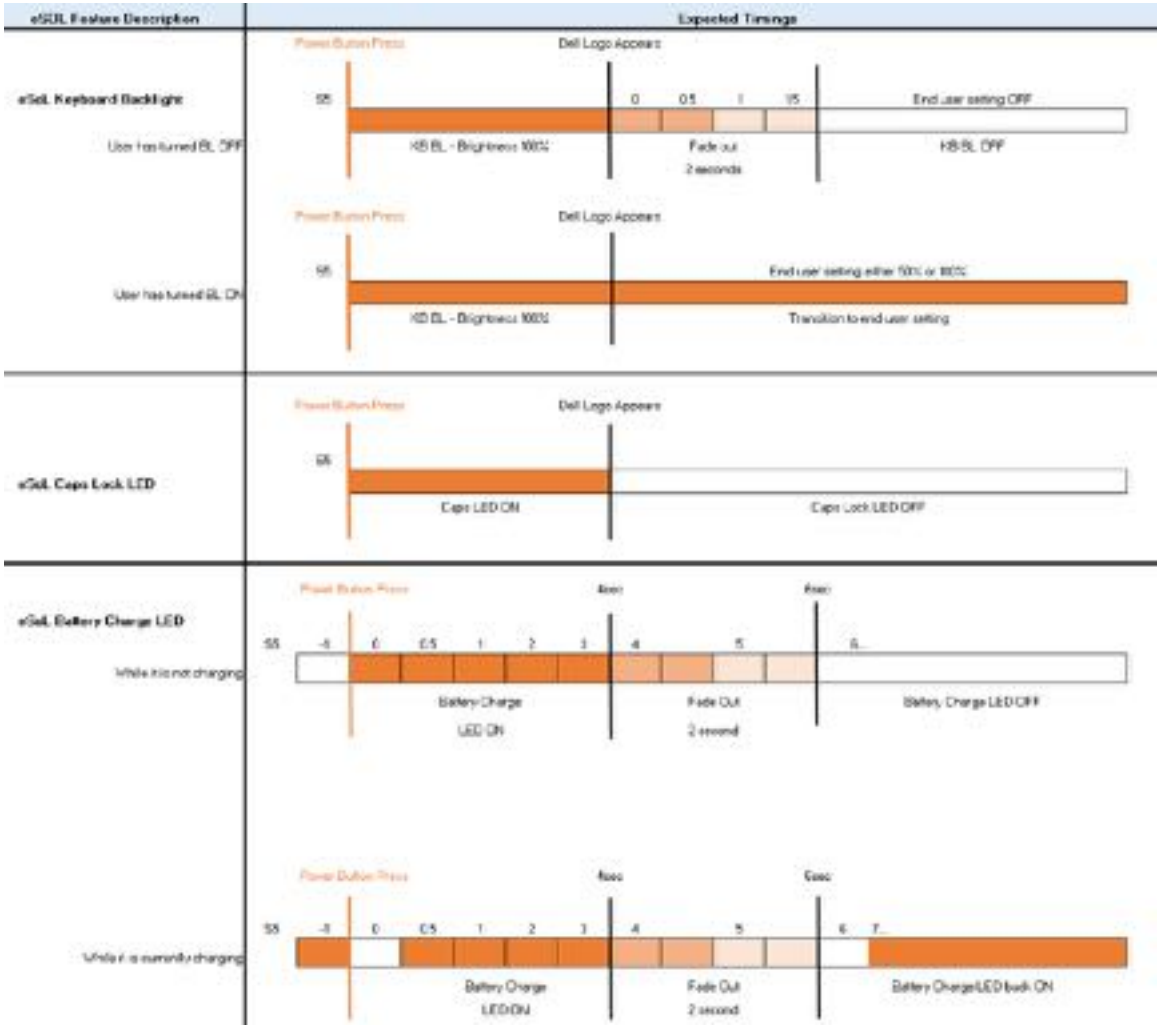 eSOL Feature Description
Expected Timings
Power Button Press
Dell Logo Appears
eSoL Keyboard Backlight
S5
0 0.5 1 1.5
End user setting OFF
User has turned BL OFF
KB BL - Brightness 100%
Fade out
KB BL OFF
2 seconds
Power Button Press
Dell Logo Appears
S5
End user setting either 50% or 100%
User has turned BL ON
KB BL - Brightness 100%
Transition to end user setting
Power Button Press
Dell Logo Appears
S5
eSoL Caps Lock LED
Caps LED ON
Caps Lock LED OFF
Power Button Press
4sec
6sec
eSoL Battery Charge LED
S5 -1 0 0.5 1 2 3 4 5 6...
While it is not charging
Battery Charge
Fade Out
Battery Charge LED OFF
LED ON
2 second
Power Button Press
4sec
S5 -1 0 0.5 1 2 3 4 5 6 7...
While it is currently charging
Battery Charge
Fade Out
Battery Charge LED back ON
LED ON
2 second